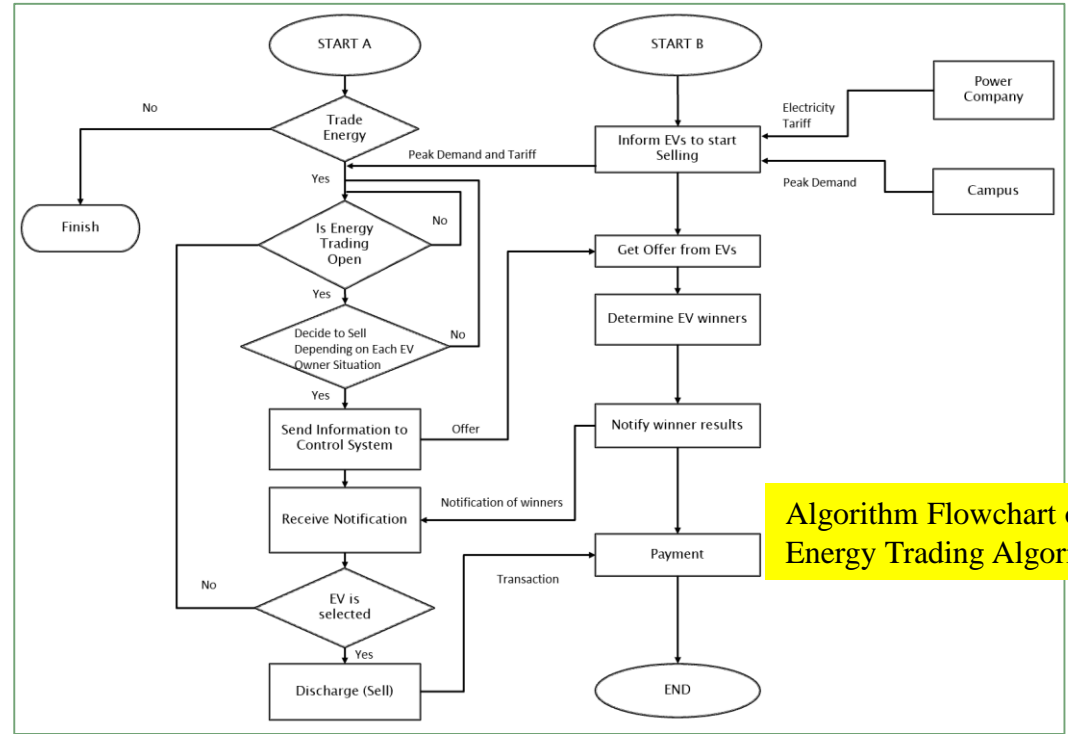 START A
START B
Power
Company
No
Trade
Energy
Electricity
Tariff
Inform EVs to start
Selling
Peak Demand and Tariff
Yes
Peak Demand
Campus
Finish
Is Energy
Trading
Open
No
Get Offer from EVs
Yes
Determine EV winners
Decide to Sell
Depending on Each EV
Owner Situation
No
Yes
Send Information to
Control System
Offer
Notify winner results
Notification of winners
Receive Notification
Algorithm Flowchart
Energy Trading
Payment
Transaction
No
EV is
selected
Yes
Discharge (Sell)
END